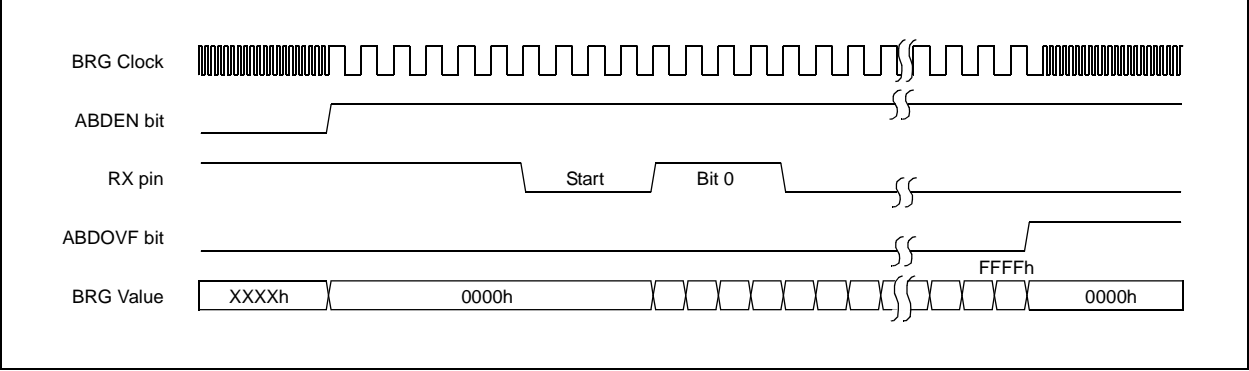 BRG Clock
ABDEN bit
RX pin
Start
Bit 0
ABDOVF bit
FFFFh
BRG Value
XXXXh
0000h
0000h